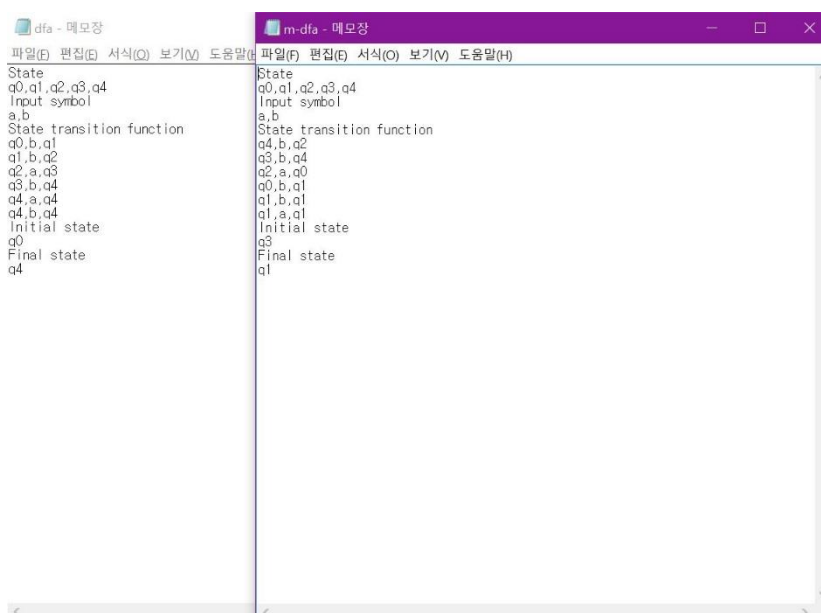 dfa - 메모장
파일(F) 편집(E) 서식(O) 보기(V) 도움말(H
State
q0,q1,q2,q3,q4
Input symbol
a,b
State transition function
q0,b,q1
q1,b,q2
q2,a,q3
q3,b,q4
q4,a,q4
q4,b,q4
Initial state
q0
Final state
q4
m-dfa - 메모장
파일(F) 편집(E) 서식(O) 보기(V) 도움말(H)
State
q0,q1,q2,q3,q4
Input symbol
a,b
State transition function
q4,b,q2
q3,b,q4
q2,a,q0
q0,b,q1
q1,b,q1
q1,a,q1
Initial state
q3
Final state
q1